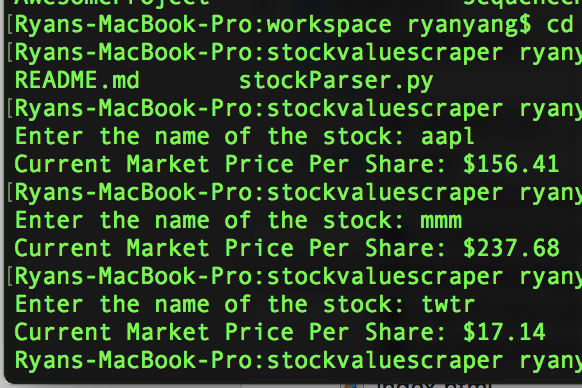 AwesomeProject
[Ryans-MacBook-Pro:workspace ryanyang$ cd
[Ryans-MacBook-Pro:stockvaluescraper ryany
README.md stockParser.py
[Ryans-MacBook-Pro:stockvaluescraper ryany
Enter the name of the stock: aapl
Current Market Price Per Share: $156.41
[Ryans-MacBook-Pro:stockvaluescraper ryany
Enter the name of the stock: mmm
Current Market Price Per Share: $237.68
[Ryans-MacBook-Pro:stockvaluescraper ryany
Enter the name of the stock: twtr
Current Market Price Per Share: $17.14
Ryans-MacBook-Pro:stockvaluescraper ryany
index.html